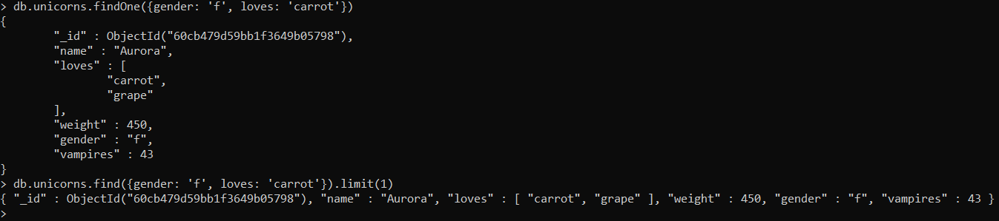 > db.unicorns.findOne({gender: 'f', loves: 'carrot'})
{
        "_id" : ObjectId("60cb479d59bb1f3649b05798"),
        "name" : "Aurora",
        "loves" : [
                "carrot",
                "grape"
        ],
        "weight" : 450,
        "gender" : "f",
        "vampires" : 43
}
> db.unicorns.find({gender: 'f', loves: 'carrot'}).limit(1)
{ "_id" : ObjectId("60cb479d59bb1f3649b05798"), "name" : "Aurora", "loves" : [ "carrot", "grape" ], "weight" : 450, "gender" : "f", "vampires" : 43 }
>